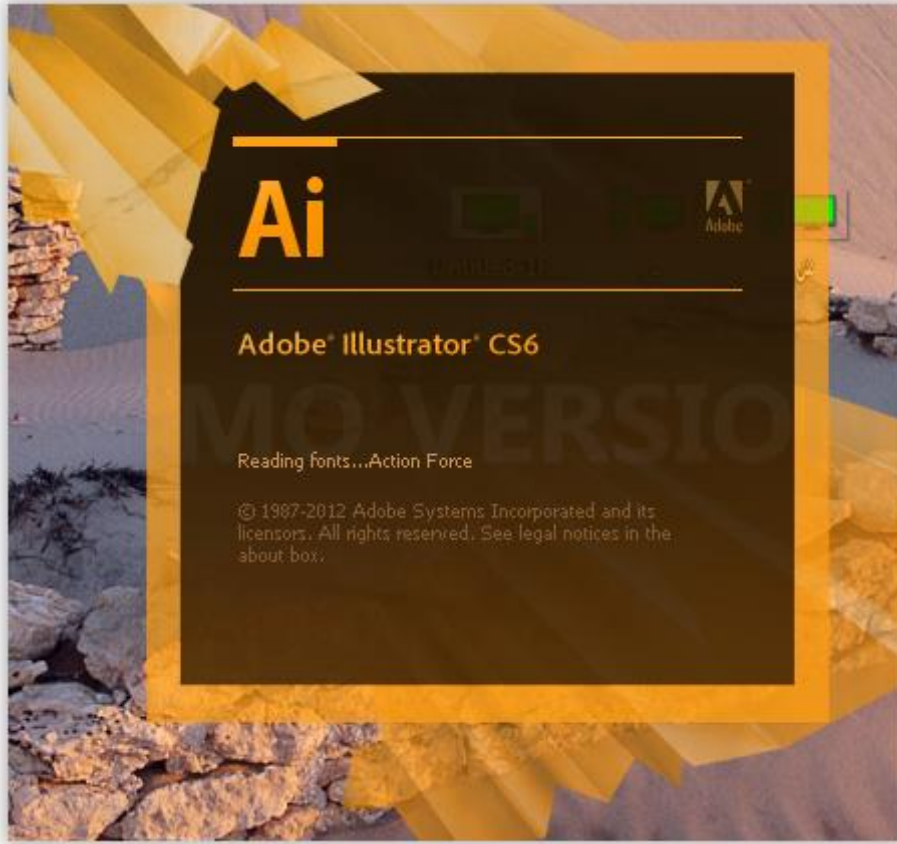 Ai
Adobe
Adobe® Illustrator® CS6
MO VERSIO
Reading fonts...Action Force
© 1987-2012 Adobe Systems Incorporated and its
licensors. All rights reserved. See legal notices in the
about box.